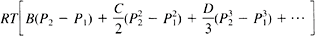 RT[B(P₂ − P₁) + C/2(P₂² − P₁²) + D/3(P₂³ − P₁³) + ⋯]